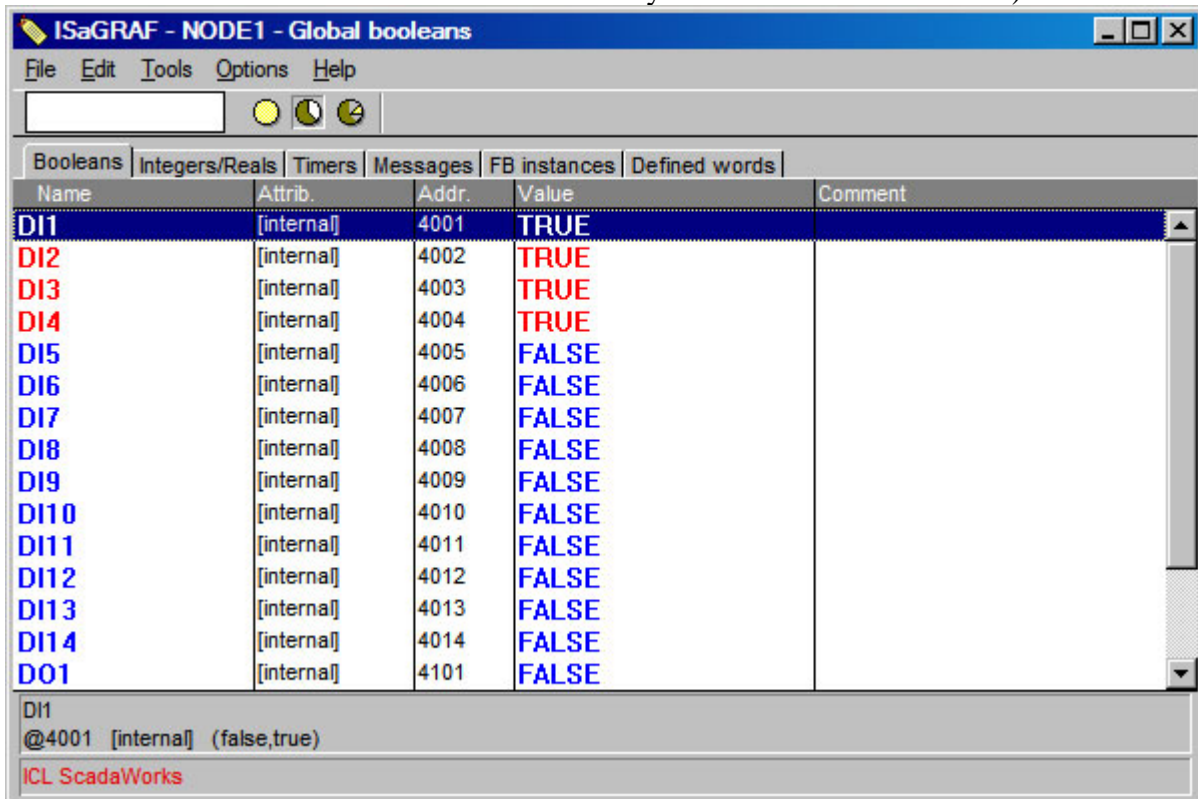 ISaGRAF - NODE1 - Global booleans
File Edit Tools Options Help
Booleans Integers/Reals Timers Messages FB instances Defined words
Name Attrib. Addr. Value Comment
DI1 [internal] 4001 TRUE
DI2 [internal] 4002 TRUE
DI3 [internal] 4003 TRUE
DI4 [internal] 4004 TRUE
DI5 [internal] 4005 FALSE
DI6 [internal] 4006 FALSE
DI7 [internal] 4007 FALSE
DI8 [internal] 4008 FALSE
DI9 [internal] 4009 FALSE
DI10 [internal] 4010 FALSE
DI11 [internal] 4011 FALSE
DI12 [internal] 4012 FALSE
DI13 [internal] 4013 FALSE
DI14 [internal] 4014 FALSE
DO1 [internal] 4101 FALSE
DI1
@4001 [internal] (false,true)
ICL ScadaWorks